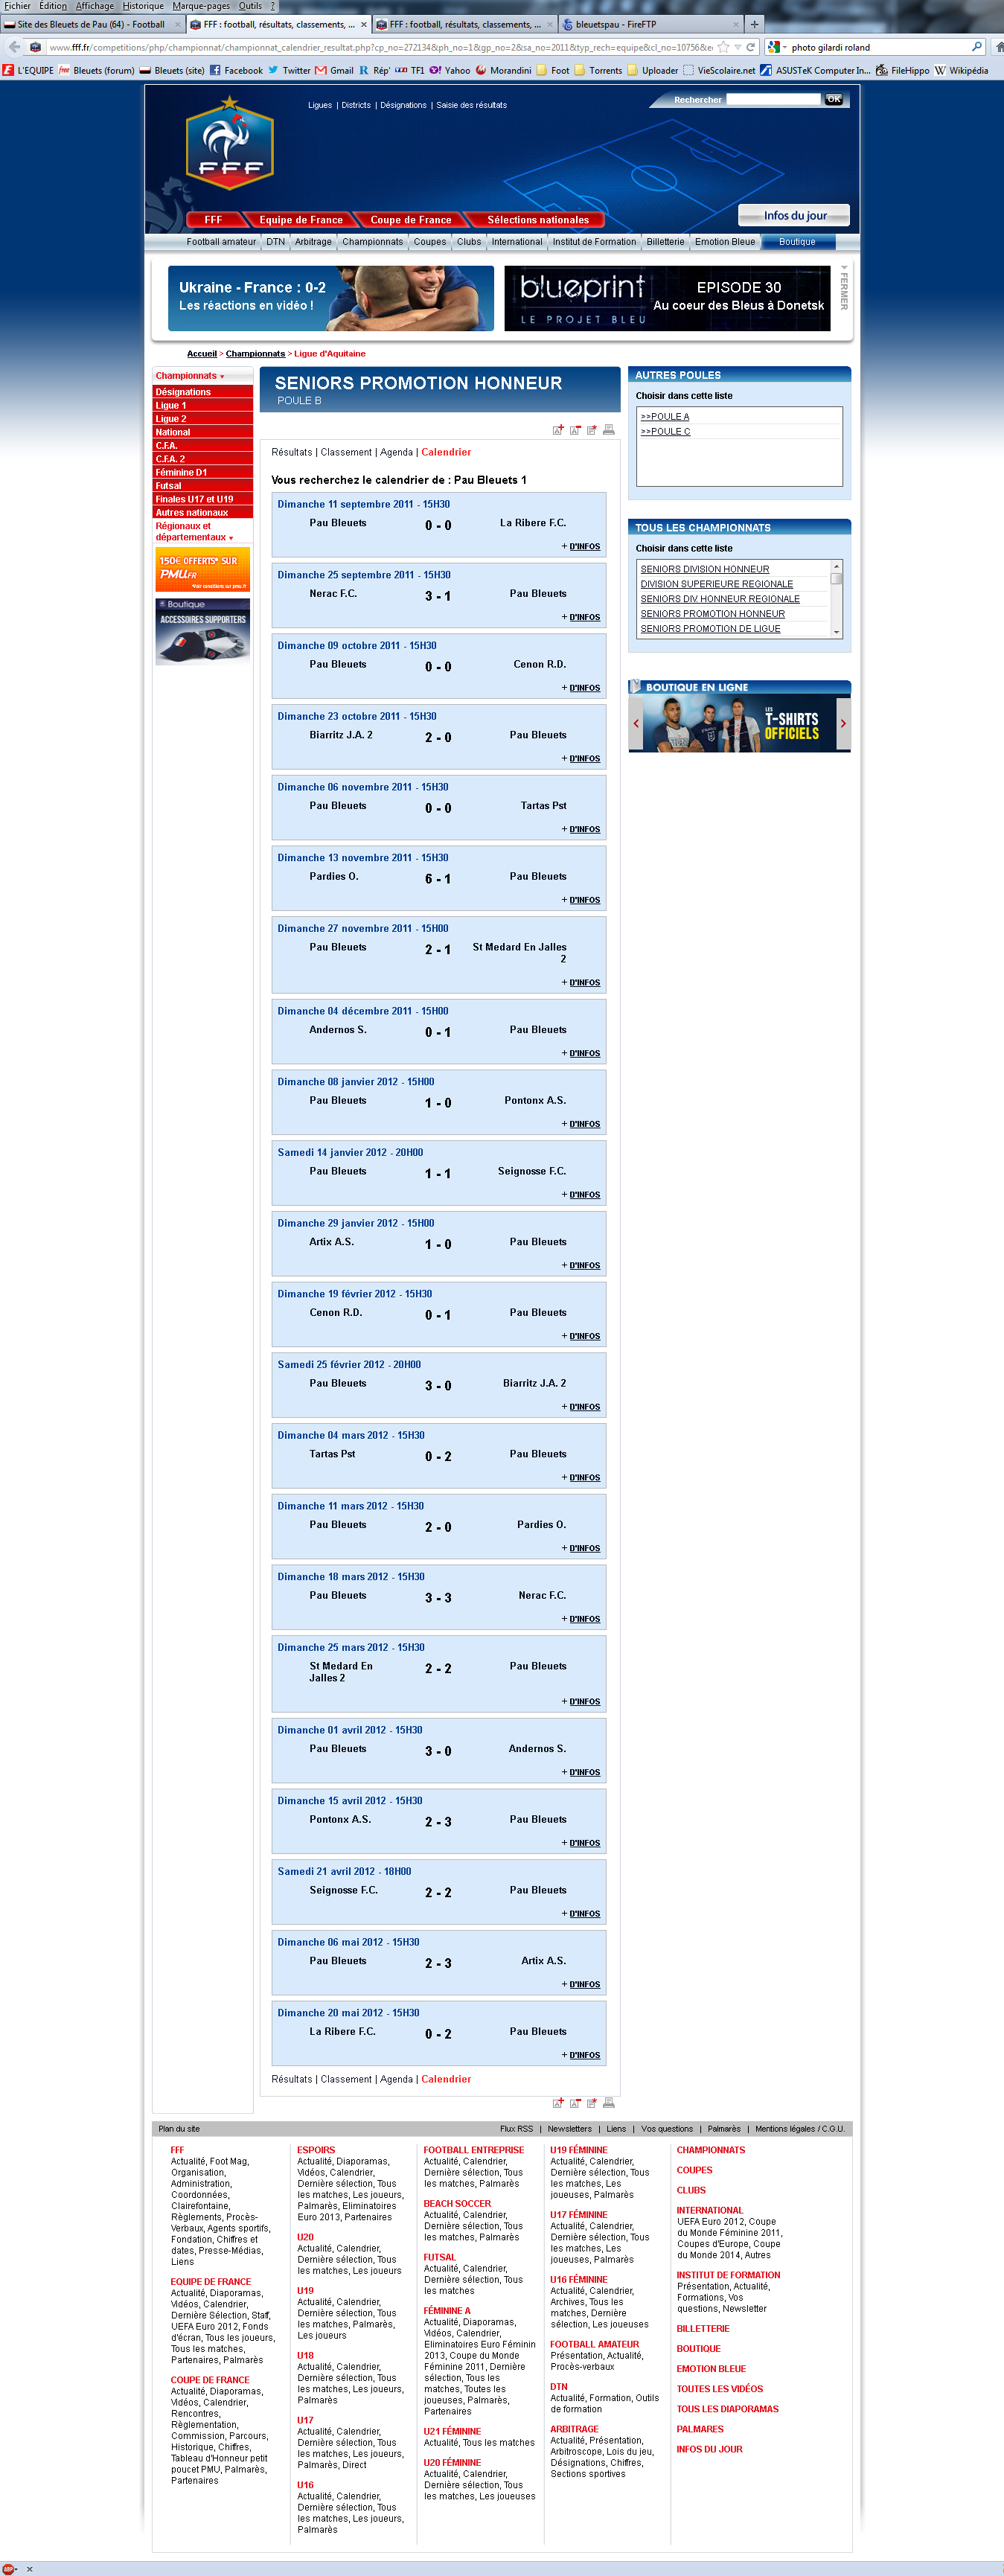 Fichier Édition Affichage Historique Marque-pages Outils ?
Site des Bleuets de Pau (64) - Football
FFF : football, résultats, classements, ...
FFF : football, résultats, classements, ...
bleuetspau - FireFTP
www.fff.fr/competitions/php/championnat/championnat_calendrier_resultat.php?cp_no=272134&ph_no=1&gp_no=2&sa_no=2011&typ_rech=equipe&cl_no=10756&e
photo gilardi roland
L'EQUIPE Bleuets (forum) Bleuets (site) Facebook Twitter Gmail Rép' TF1 Yahoo Morandini Foot Torrents Uploader VieScolaire.net ASUSTeK Computer In... FileHippo Wikipédia
Ligues | Districts | Désignations | Saisie des résultats
Rechercher OK
FFF
FFF Equipe de France Coupe de France Sélections nationales
Infos du jour
Football amateur DTN Arbitrage Championnats Coupes Clubs International Institut de Formation Billetterie Emotion Bleue Boutique
Ukraine - France : 0-2
Les réactions en vidéo !
blueprint
LE PROJET BLEU
EPISODE 30
Au coeur des Bleus à Donetsk
FERMER
Accueil > Championnats > Ligue d'Aquitaine
Championnats
Désignations
Ligue 1
Ligue 2
National
C.F.A.
C.F.A. 2
Féminine D1
Futsal
Finales U17 et U19
Autres nationaux
Régionaux et
départementaux
150€ OFFERTS* SUR
PMU.FR
*Voir conditions sur pmu.fr
Boutique
ACCESSOIRES SUPPORTERS
SENIORS PROMOTION HONNEUR
POULE B
Résultats | Classement | Agenda | Calendrier
Vous recherchez le calendrier de : Pau Bleuets 1
Dimanche 11 septembre 2011 - 15H30
Pau Bleuets 0 - 0 La Ribere F.C.
+ D'INFOS
Dimanche 25 septembre 2011 - 15H30
Nerac F.C. 3 - 1 Pau Bleuets
+ D'INFOS
Dimanche 09 octobre 2011 - 15H30
Pau Bleuets 0 - 0 Cenon R.D.
+ D'INFOS
Dimanche 23 octobre 2011 - 15H30
Biarritz J.A. 2 2 - 0 Pau Bleuets
+ D'INFOS
Dimanche 06 novembre 2011 - 15H30
Pau Bleuets 0 - 0 Tartas Pst
+ D'INFOS
Dimanche 13 novembre 2011 - 15H30
Pardies O. 6 - 1 Pau Bleuets
+ D'INFOS
Dimanche 27 novembre 2011 - 15H00
Pau Bleuets 2 - 1 St Medard En Jalles
2
+ D'INFOS
Dimanche 04 décembre 2011 - 15H00
Andernos S. 0 - 1 Pau Bleuets
+ D'INFOS
Dimanche 08 janvier 2012 - 15H00
Pau Bleuets 1 - 0 Pontonx A.S.
+ D'INFOS
Samedi 14 janvier 2012 - 20H00
Pau Bleuets 1 - 1 Seignosse F.C.
+ D'INFOS
Dimanche 29 janvier 2012 - 15H00
Artix A.S. 1 - 0 Pau Bleuets
+ D'INFOS
Dimanche 19 février 2012 - 15H30
Cenon R.D. 0 - 1 Pau Bleuets
+ D'INFOS
Samedi 25 février 2012 - 20H00
Pau Bleuets 3 - 0 Biarritz J.A. 2
+ D'INFOS
Dimanche 04 mars 2012 - 15H30
Tartas Pst 0 - 2 Pau Bleuets
+ D'INFOS
Dimanche 11 mars 2012 - 15H30
Pau Bleuets 2 - 0 Pardies O.
+ D'INFOS
Dimanche 18 mars 2012 - 15H30
Pau Bleuets 3 - 3 Nerac F.C.
+ D'INFOS
Dimanche 25 mars 2012 - 15H30
St Medard En 2 - 2 Pau Bleuets
Jalles 2
+ D'INFOS
Dimanche 01 avril 2012 - 15H30
Pau Bleuets 3 - 0 Andernos S.
+ D'INFOS
Dimanche 15 avril 2012 - 15H30
Pontonx A.S. 2 - 3 Pau Bleuets
+ D'INFOS
Samedi 21 avril 2012 - 18H00
Seignosse F.C. 2 - 2 Pau Bleuets
+ D'INFOS
Dimanche 06 mai 2012 - 15H30
Pau Bleuets 2 - 3 Artix A.S.
+ D'INFOS
Dimanche 20 mai 2012 - 15H30
La Ribere F.C. 0 - 2 Pau Bleuets
+ D'INFOS
Résultats | Classement | Agenda | Calendrier
AUTRES POULES
Choisir dans cette liste
>>POULE A
>>POULE C
TOUS LES CHAMPIONNATS
Choisir dans cette liste
SENIORS DIVISION HONNEUR
DIVISION SUPERIEURE REGIONALE
SENIORS DIV. HONNEUR REGIONALE
SENIORS PROMOTION HONNEUR
SENIORS PROMOTION DE LIGUE
BOUTIQUE EN LIGNE
LES
T-SHIRTS
OFFICIELS
Plan du site
Flux RSS | Newsletters | Liens | Vos questions | Palmarès | Mentions légales / C.G.U.
FFF
Actualité, Foot Mag,
Organisation,
Administration,
Coordonnées,
Clairefontaine,
Règlements, Procès-
Verbaux, Agents sportifs,
Fondation, Chiffres et
dates, Presse-Médias,
Liens
EQUIPE DE FRANCE
Actualité, Diaporamas,
Vidéos, Calendrier,
Dernière Sélection, Staff,
UEFA Euro 2012, Fonds
d'écran, Tous les joueurs,
Tous les matches,
Partenaires, Palmarès
COUPE DE FRANCE
Actualité, Diaporamas,
Vidéos, Calendrier,
Rencontres,
Règlementation,
Commission, Parcours,
Historique, Chiffres,
Tableau d'Honneur petit
poucet PMU, Palmarès,
Partenaires
ESPOIRS
Actualité, Diaporamas,
Vidéos, Calendrier,
Dernière sélection, Tous
les matches, Les joueurs,
Palmarès, Eliminatoires
Euro 2013, Partenaires
U20
Actualité, Calendrier,
Dernière sélection, Tous
les matches, Les joueurs
U19
Actualité, Calendrier,
Dernière sélection, Tous
les matches, Palmarès,
Les joueurs
U18
Actualité, Calendrier,
Dernière sélection, Tous
les matches, Les joueurs,
Palmarès
U17
Actualité, Calendrier,
Dernière sélection, Tous
les matches, Les joueurs,
Palmarès, Direct
U16
Actualité, Calendrier,
Dernière sélection, Tous
les matches, Les joueurs,
Palmarès
FOOTBALL ENTREPRISE
Actualité, Calendrier,
Dernière sélection, Tous
les matches, Palmarès
BEACH SOCCER
Actualité, Calendrier,
Dernière sélection, Tous
les matches, Palmarès
FUTSAL
Actualité, Calendrier,
Dernière sélection, Tous
les matches
FÉMININE A
Actualité, Diaporamas,
Vidéos, Calendrier,
Eliminatoires Euro Féminin
2013, Coupe du Monde
Féminine 2011, Dernière
sélection, Tous les
matches, Toutes les
joueuses, Palmarès,
Partenaires
U21 FÉMININE
Actualité, Tous les matches
U20 FÉMININE
Actualité, Calendrier,
Dernière sélection, Tous
les matches, Les joueuses
U19 FÉMININE
Actualité, Calendrier,
Dernière sélection, Tous
les matches, Les
joueuses, Palmarès
U17 FÉMININE
Actualité, Calendrier,
Dernière sélection, Tous
les matches, Les
joueuses, Palmarès
U16 FÉMININE
Actualité, Calendrier,
Archives, Tous les
matches, Dernière
sélection, Les joueuses
FOOTBALL AMATEUR
Présentation, Actualité,
Procès-verbaux
DTN
Actualité, Formation, Outils
de formation
ARBITRAGE
Actualité, Présentation,
Arbitroscope, Lois du jeu,
Désignations, Chiffres,
Sections sportives
CHAMPIONNATS
COUPES
CLUBS
INTERNATIONAL
UEFA Euro 2012, Coupe
du Monde Féminine 2011,
Coupes d'Europe, Coupe
du Monde 2014, Autres
INSTITUT DE FORMATION
Présentation, Actualité,
Formations, Vos
questions, Newsletter
BILLETTERIE
BOUTIQUE
EMOTION BLEUE
TOUTES LES VIDÉOS
TOUS LES DIAPORAMAS
PALMARES
INFOS DU JOUR
ABP